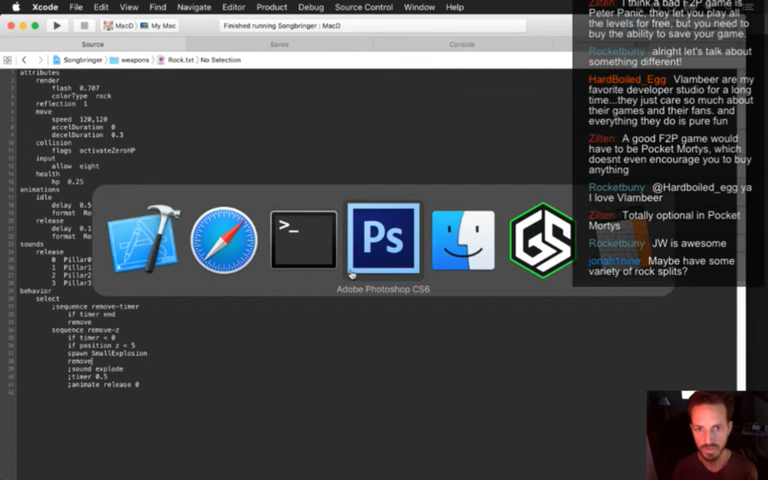 Xcode File Edit View Find Navigate Editor Product Debug Source Control Window Help
MacD My Mac
Finished running Songbringer : MacD
Source
Saves
Console
Songbringer weapons Rock.txt No Selection
attributes
render
flash 0.707
colorType rock
reflection 1
move
speed 120,120
accelDuration 0
decelDuration 0.3
collision
flags activateZeroHP
input
allow eight
health
hp 0.25
animations
idle
delay 0.5
format Ro
release
delay 0.1
format Ro
sounds
release
0 Pillar0
1 Pillar1
2 Pillar2
3 Pillar3
behavior
select
;sequence remove-timer
if timer end
remove
sequence remove-z
if timer < 0
if position z < 5
spawn SmallExplosion
remove
;sound explode
;timer 0.5
;animate release 0
>_
Ps
GS
Adobe Photoshop CS6
Zilten: I think a bad F2P game is
Peter Panic, they let you play all
the levels for free, but you need to
buy the ability to save your game.
Rocketbuny alright let's talk about
something different!
HardBoiled_Egg Vlambeer are my
favorite developer studio for a long
time...they just care so much about
their games and their fans. and
everything they do is pure fun
Zilten: A good F2P game would
have to be Pocket Mortys, which
doesnt even encourage you to buy
anything
Rocketbuny @Hardboiled_egg ya
I love Vlambeer
Zilten: Totally optional in Pocket
Mortys
Rocketbuny JW is awesome
jonah1nine Maybe have some
variety of rock splits?